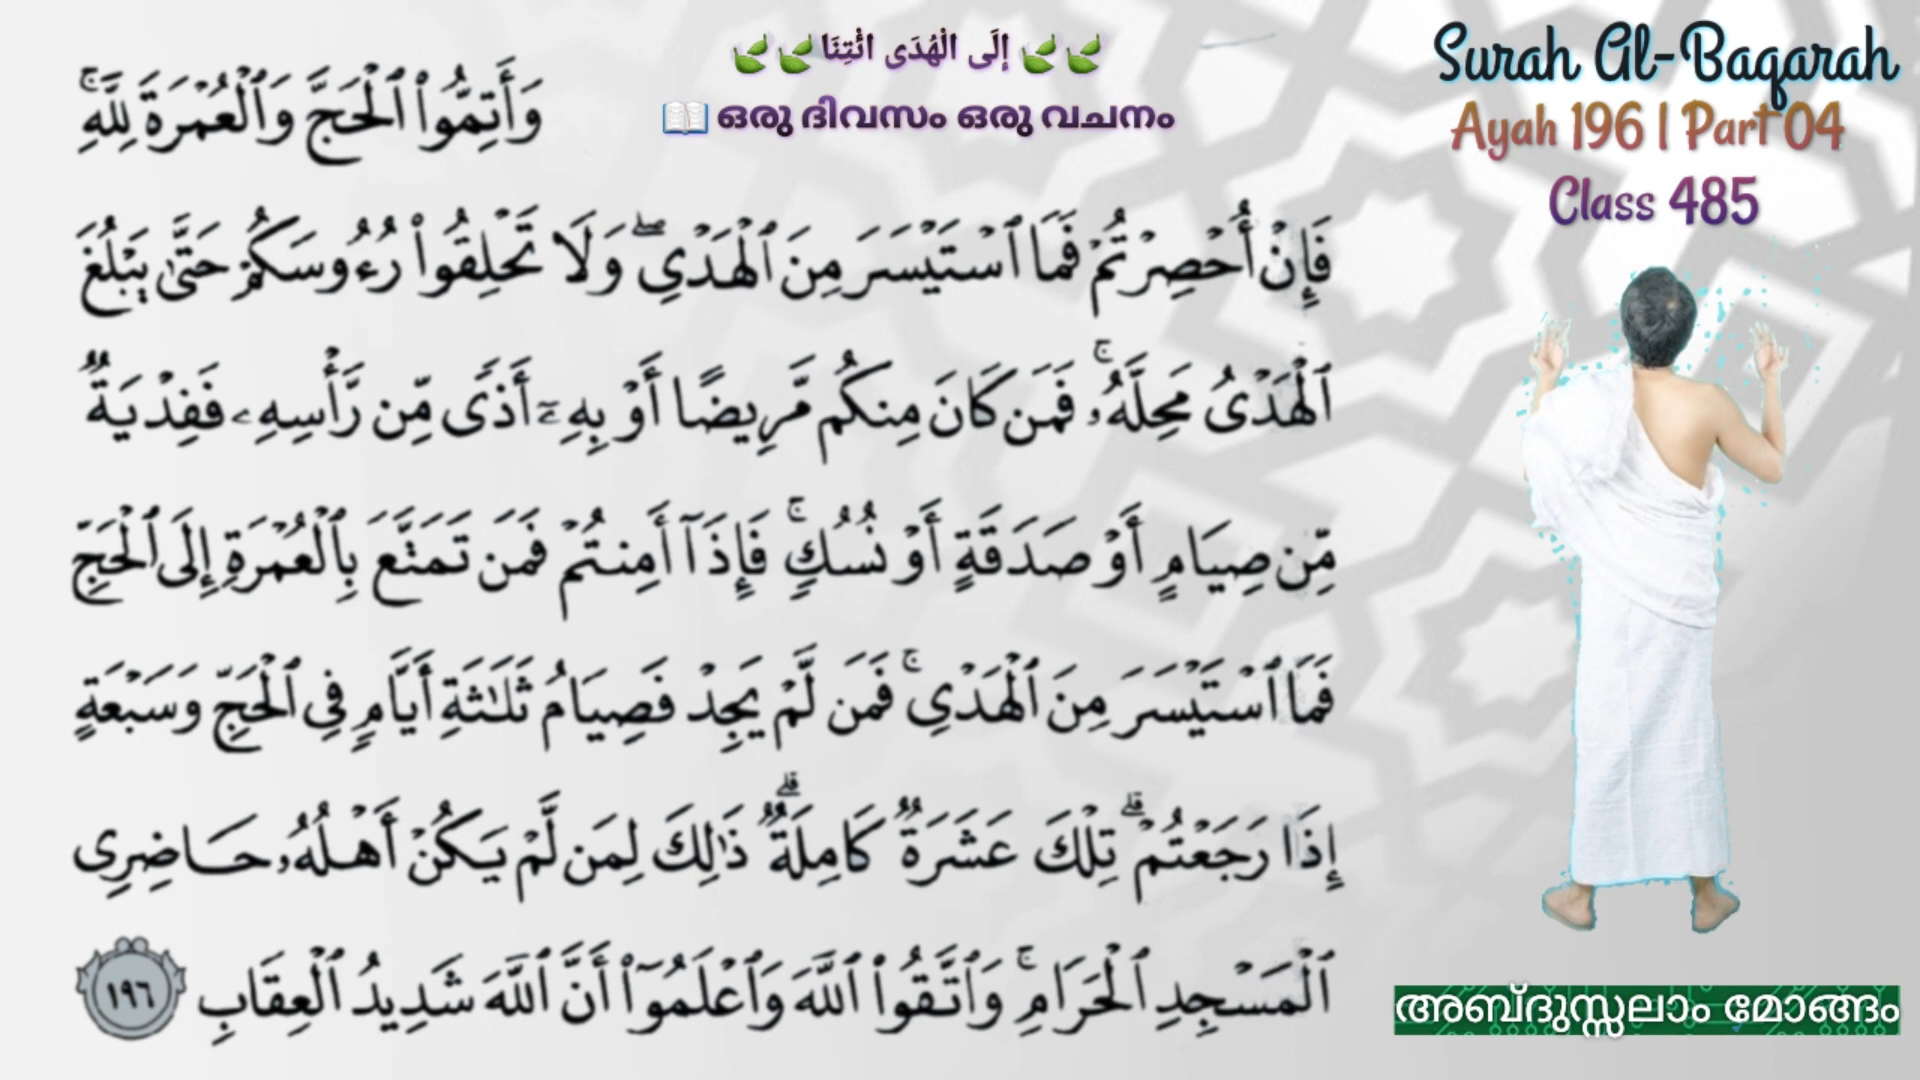 🍃🍃 إلَى الْهُدَى ائْتِنَا 🍃🍃
📖 ഒരു ദിവസം ഒരു വചനം
Surah Al-Baqarah
Ayah 196 | Part 04
Class 485
وَأَتِمُّوا۟ ٱلْحَجَّ وَٱلْعُمْرَةَ لِلَّهِ ۚ
فَإِنْ أُحْصِرْتُمْ فَمَا ٱسْتَيْسَرَ مِنَ ٱلْهَدْىِ ۖ وَلَا تَحْلِقُوا۟ رُءُوسَكُمْ حَتَّىٰ يَبْلُغَ
ٱلْهَدْىُ مَحِلَّهُۥ ۚ فَمَن كَانَ مِنكُم مَّرِيضًا أَوْ بِهِۦٓ أَذًى مِّن رَّأْسِهِۦ فَفِدْيَةٌ
مِّن صِيَامٍ أَوْ صَدَقَةٍ أَوْ نُسُكٍ ۚ فَإِذَآ أَمِنتُمْ فَمَن تَمَتَّعَ بِٱلْعُمْرَةِ إِلَى ٱلْحَجِّ
فَمَا ٱسْتَيْسَرَ مِنَ ٱلْهَدْىِ ۚ فَمَن لَّمْ يَجِدْ فَصِيَامُ ثَلَـٰثَةِ أَيَّامٍ فِى ٱلْحَجِّ وَسَبْعَةٍ
إِذَا رَجَعْتُمْ ۗ تِلْكَ عَشَرَةٌ كَامِلَةٌ ۗ ذَٰلِكَ لِمَن لَّمْ يَكُنْ أَهْلُهُۥ حَاضِرِى
ٱلْمَسْجِدِ ٱلْحَرَامِ ۚ وَٱتَّقُوا۟ ٱللَّهَ وَٱعْلَمُوٓا۟ أَنَّ ٱللَّهَ شَدِيدُ ٱلْعِقَابِ ١٩٦
അബ്ദുസ്സലാം മോങ്ങം